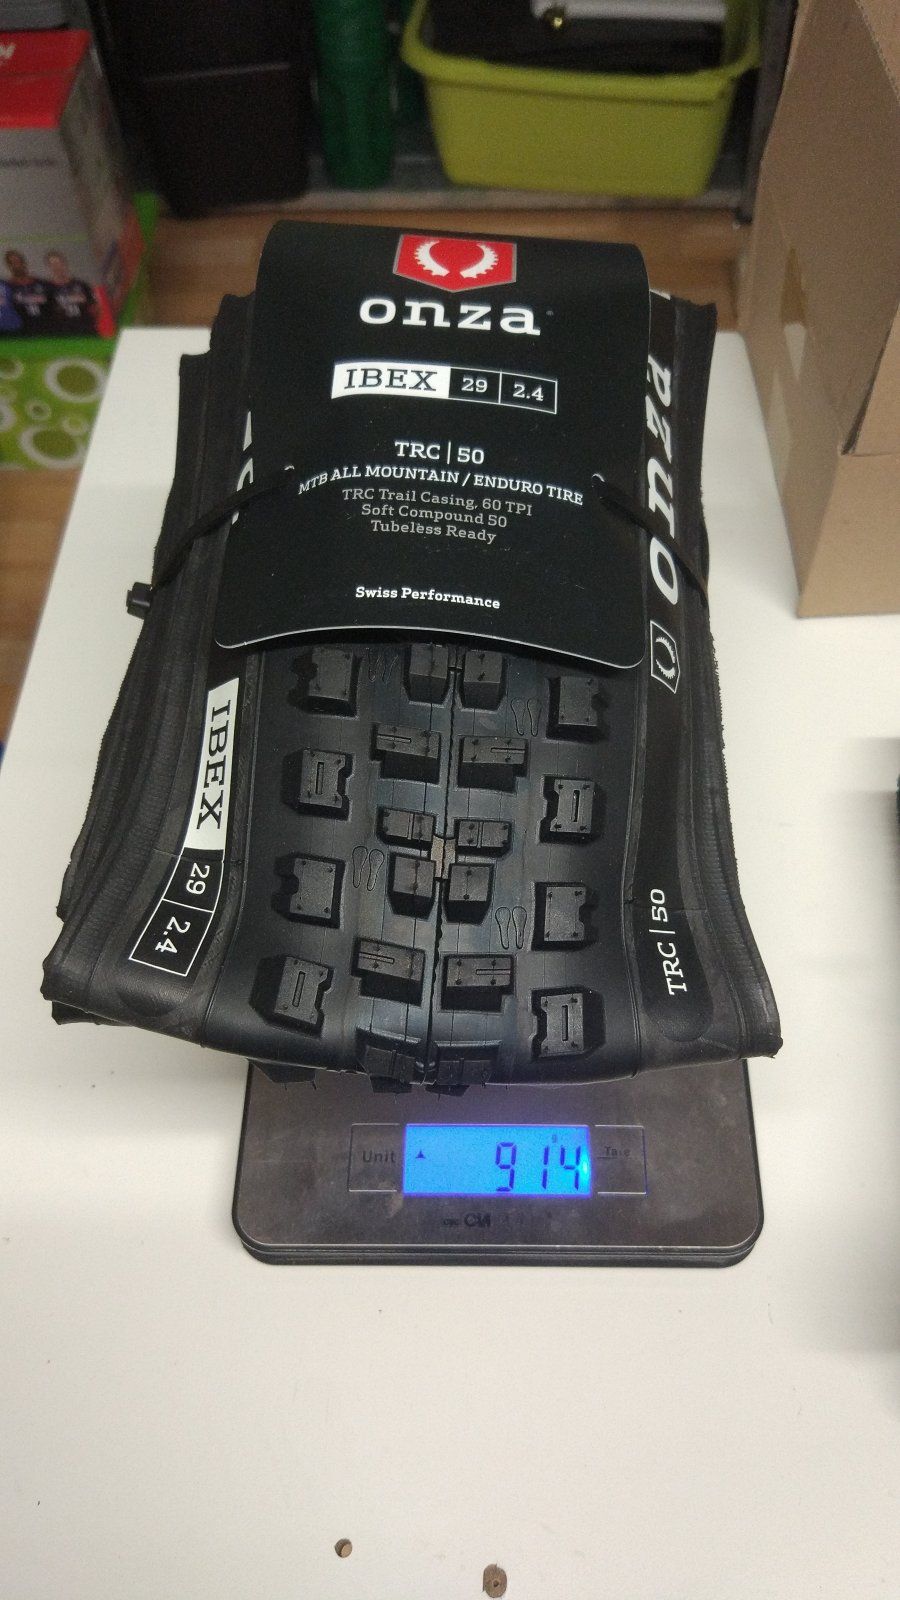 onza
IBEX 29 2.4
TRC | 50
MTB ALL MOUNTAIN / ENDURO TIRE
TRC Trail Casing, 60 TPI
Soft Compound 50
Tubeless Ready
Swiss Performance
onza
IBEX 29 2.4
TRC | 50
Unit
g
914
Tare